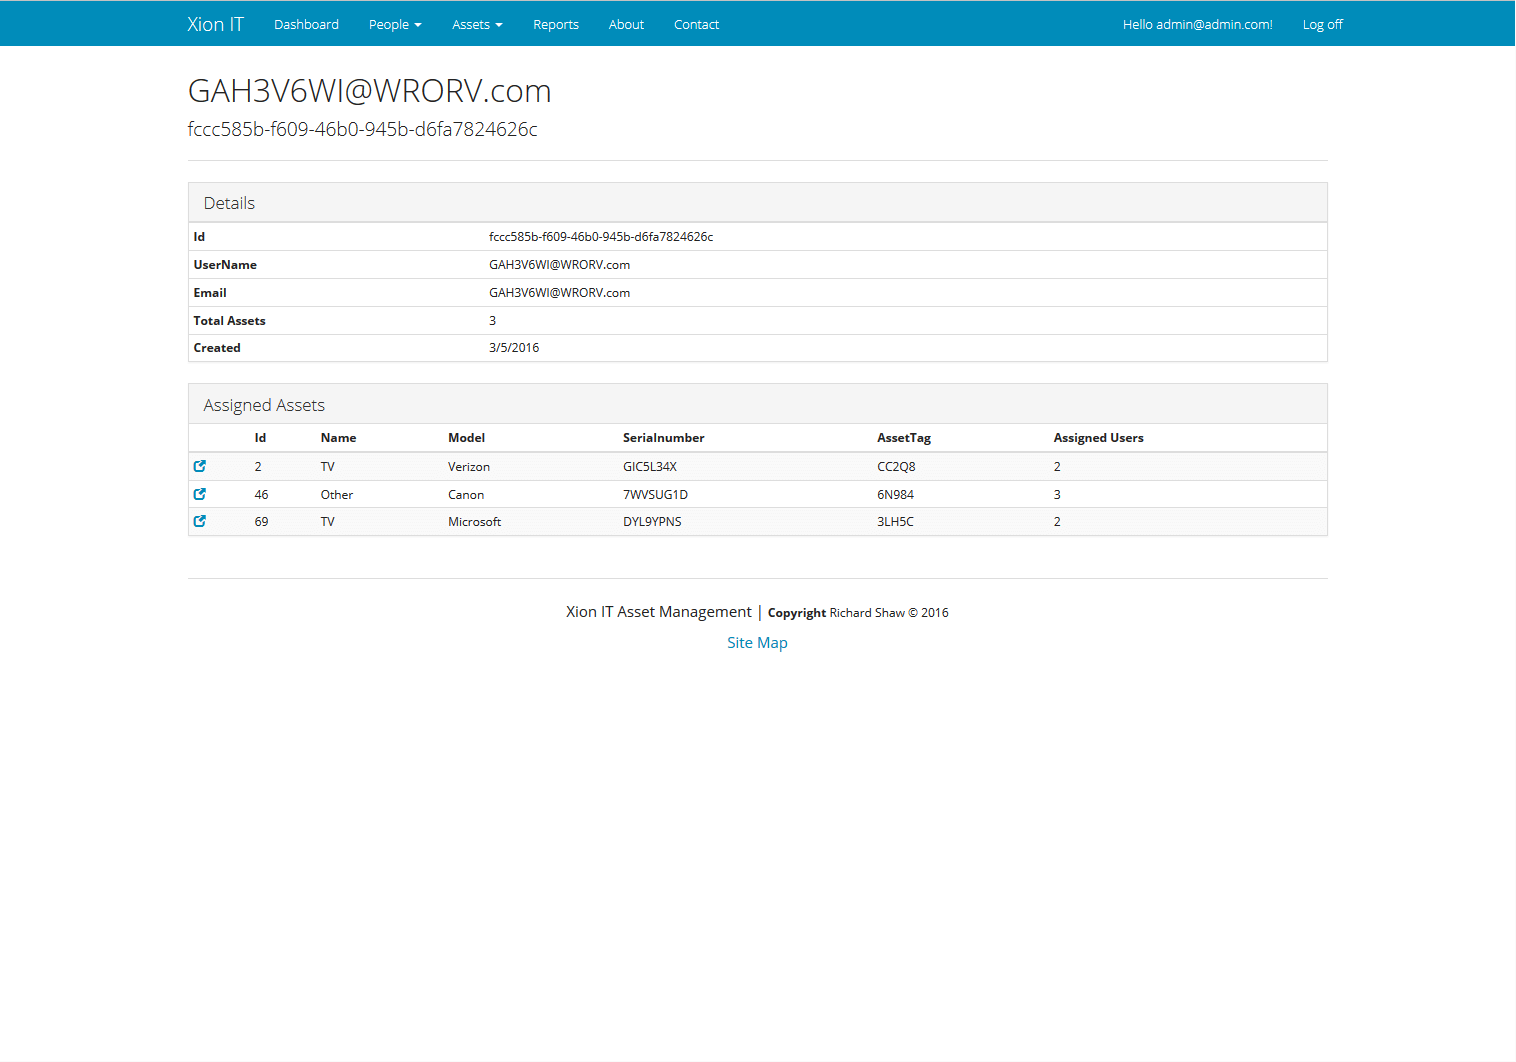 Xion IT Dashboard People Assets Reports About Contact Hello admin@admin.com! Log off
GAH3V6WI@WRORV.com
fccc585b-f609-46b0-945b-d6fa7824626c
Details
Id fccc585b-f609-46b0-945b-d6fa7824626c
UserName GAH3V6WI@WRORV.com
Email GAH3V6WI@WRORV.com
Total Assets 3
Created 3/5/2016
Assigned Assets
Id Name Model Serialnumber AssetTag Assigned Users
2 TV Verizon GIC5L34X CC2Q8 2
46 Other Canon 7WVSUG1D 6N984 3
69 TV Microsoft DYL9YPNS 3LH5C 2
Xion IT Asset Management | Copyright Richard Shaw © 2016
Site Map